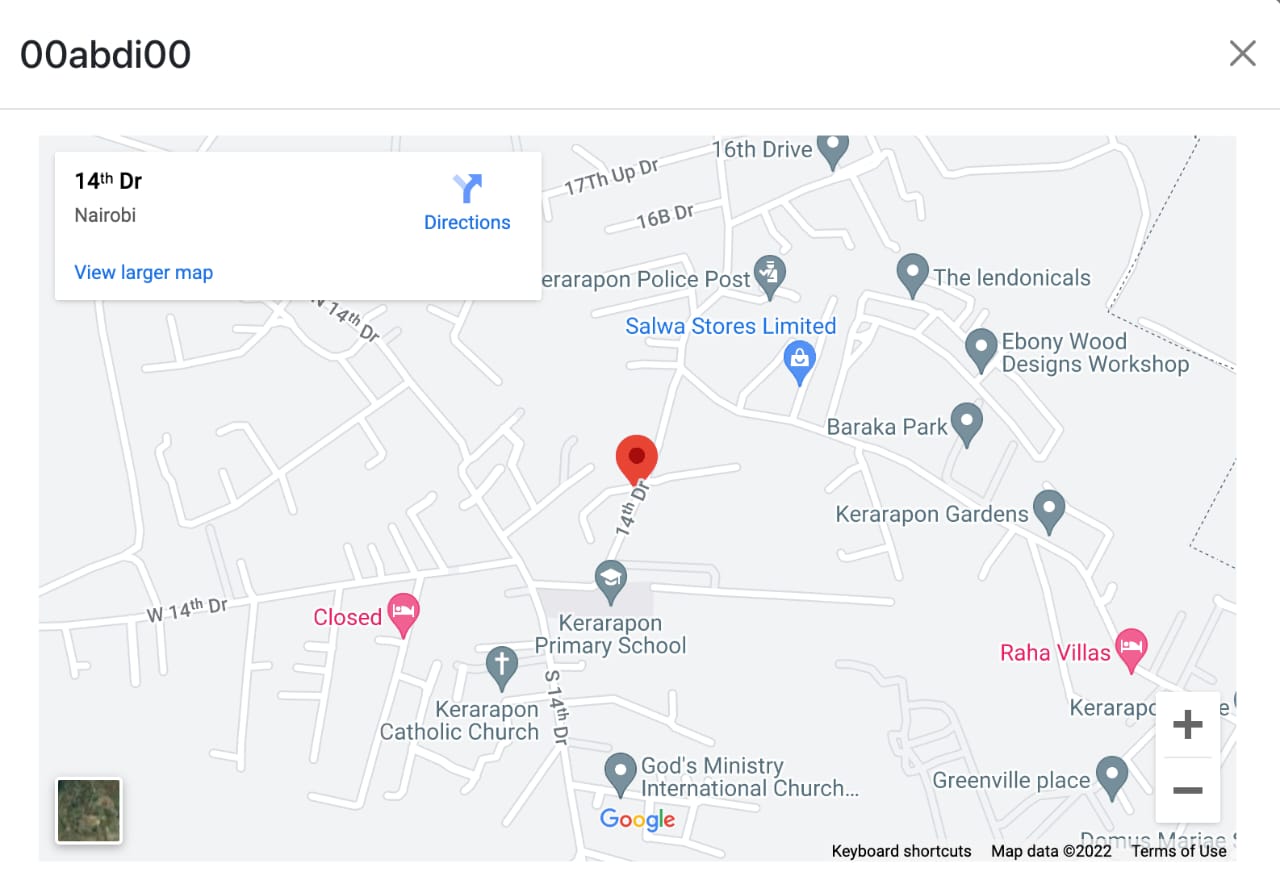 00abdi00
14th Dr
Nairobi
Directions
View larger map
16th Drive
17Th Up Dr
16B Dr
erarapon Police Post
The lendonicals
N 14th Dr
Salwa Stores Limited
Ebony Wood
Designs Workshop
Baraka Park
14th Dr
Kerarapon Gardens
W 14th Dr
Closed
Kerarapon
Primary School
Raha Villas
Kerarapon
Catholic Church
S 14th Dr
Kerarapo
e
God's Ministry
International Church...
Greenville place
Google
Domus Mariae S
Keyboard shortcuts
Map data ©2022
Terms of Use